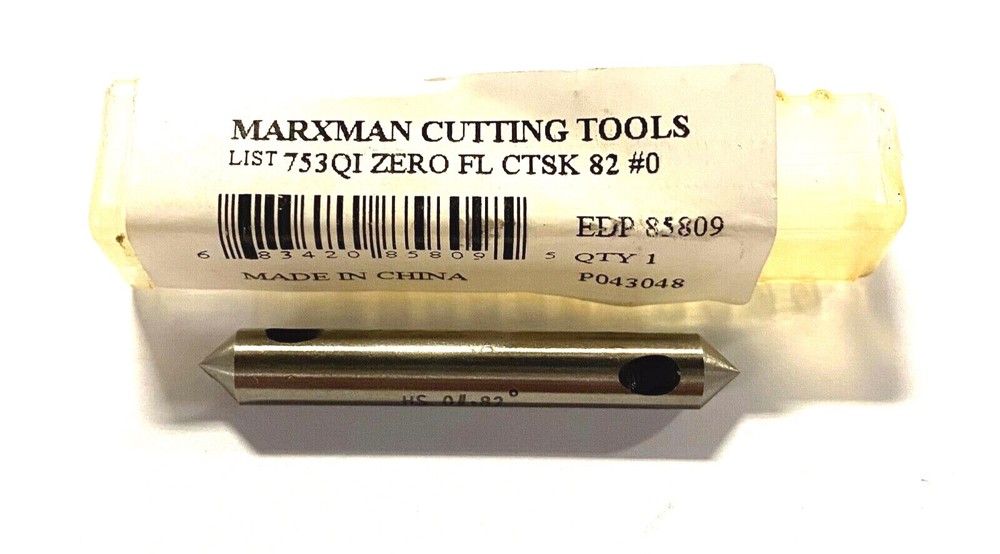 MARXMAN CUTTING TOOLS
LIST 753QI ZERO FL CTSK 82 #0
EDP 85809
6 83420 85809 5
QTY 1
MADE IN CHINA
P043048
HS 0//-82°